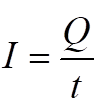 I = Q/t